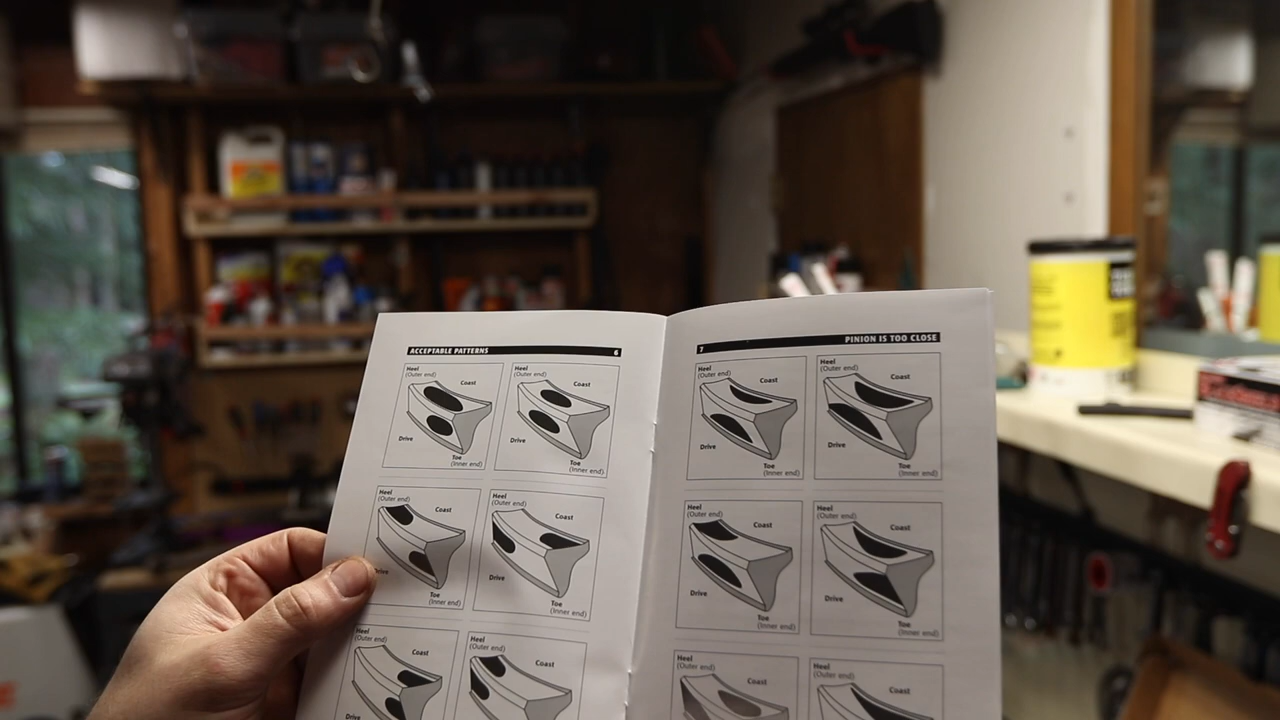 ACCEPTABLE PATTERNS 6
Heel
(Outer end)
Coast
Drive
Toe
(Inner end)
Heel
(Outer end)
Coast
Drive
Toe
(Inner end)
Heel
(Outer end)
Coast
Drive
Toe
(Inner end)
Heel
(Outer end)
Coast
Drive
Toe
(Inner end)
Heel
(Outer end)
Coast
Drive
Heel
(Outer end)
Coast
7 PINION IS TOO CLOSE
Heel
(Outer end)
Coast
Drive
Toe
(Inner end)
Heel
(Outer end)
Coast
Drive
Toe
(Inner end)
Heel
(Outer end)
Coast
Drive
Toe
(Inner end)
Heel
(Outer end)
Coast
Drive
Toe
(Inner end)
Heel
(Outer end)
Coast
Heel
(Outer end)
Coast